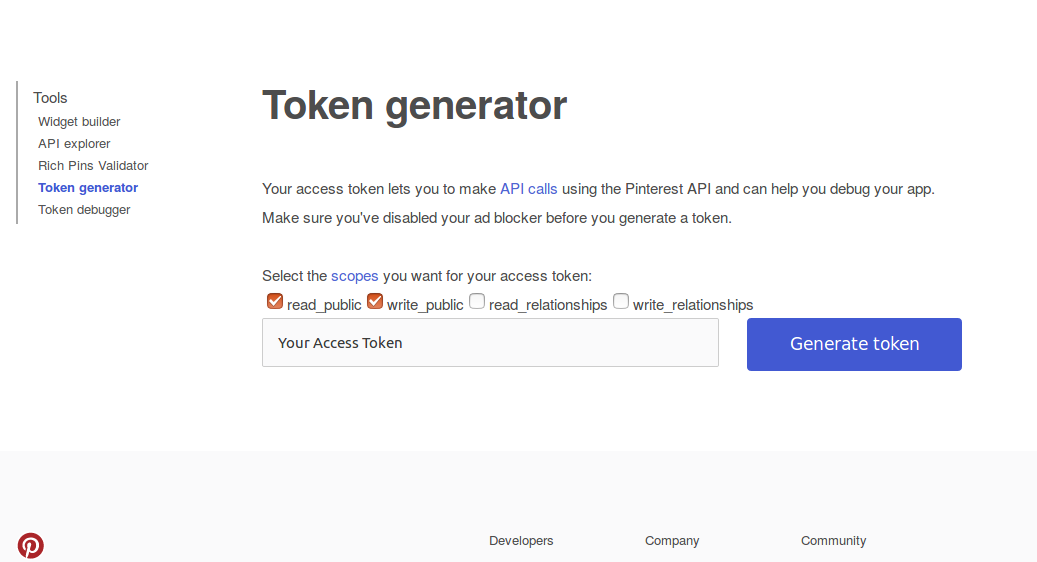 Tools
Widget builder
API explorer
Rich Pins Validator
Token generator
Token debugger
Token generator
Your access token lets you to make API calls using the Pinterest API and can help you debug your app.
Make sure you've disabled your ad blocker before you generate a token.
Select the scopes you want for your access token:
read_public write_public read_relationships write_relationships
Your Access Token
Generate token
Developers
Company
Community